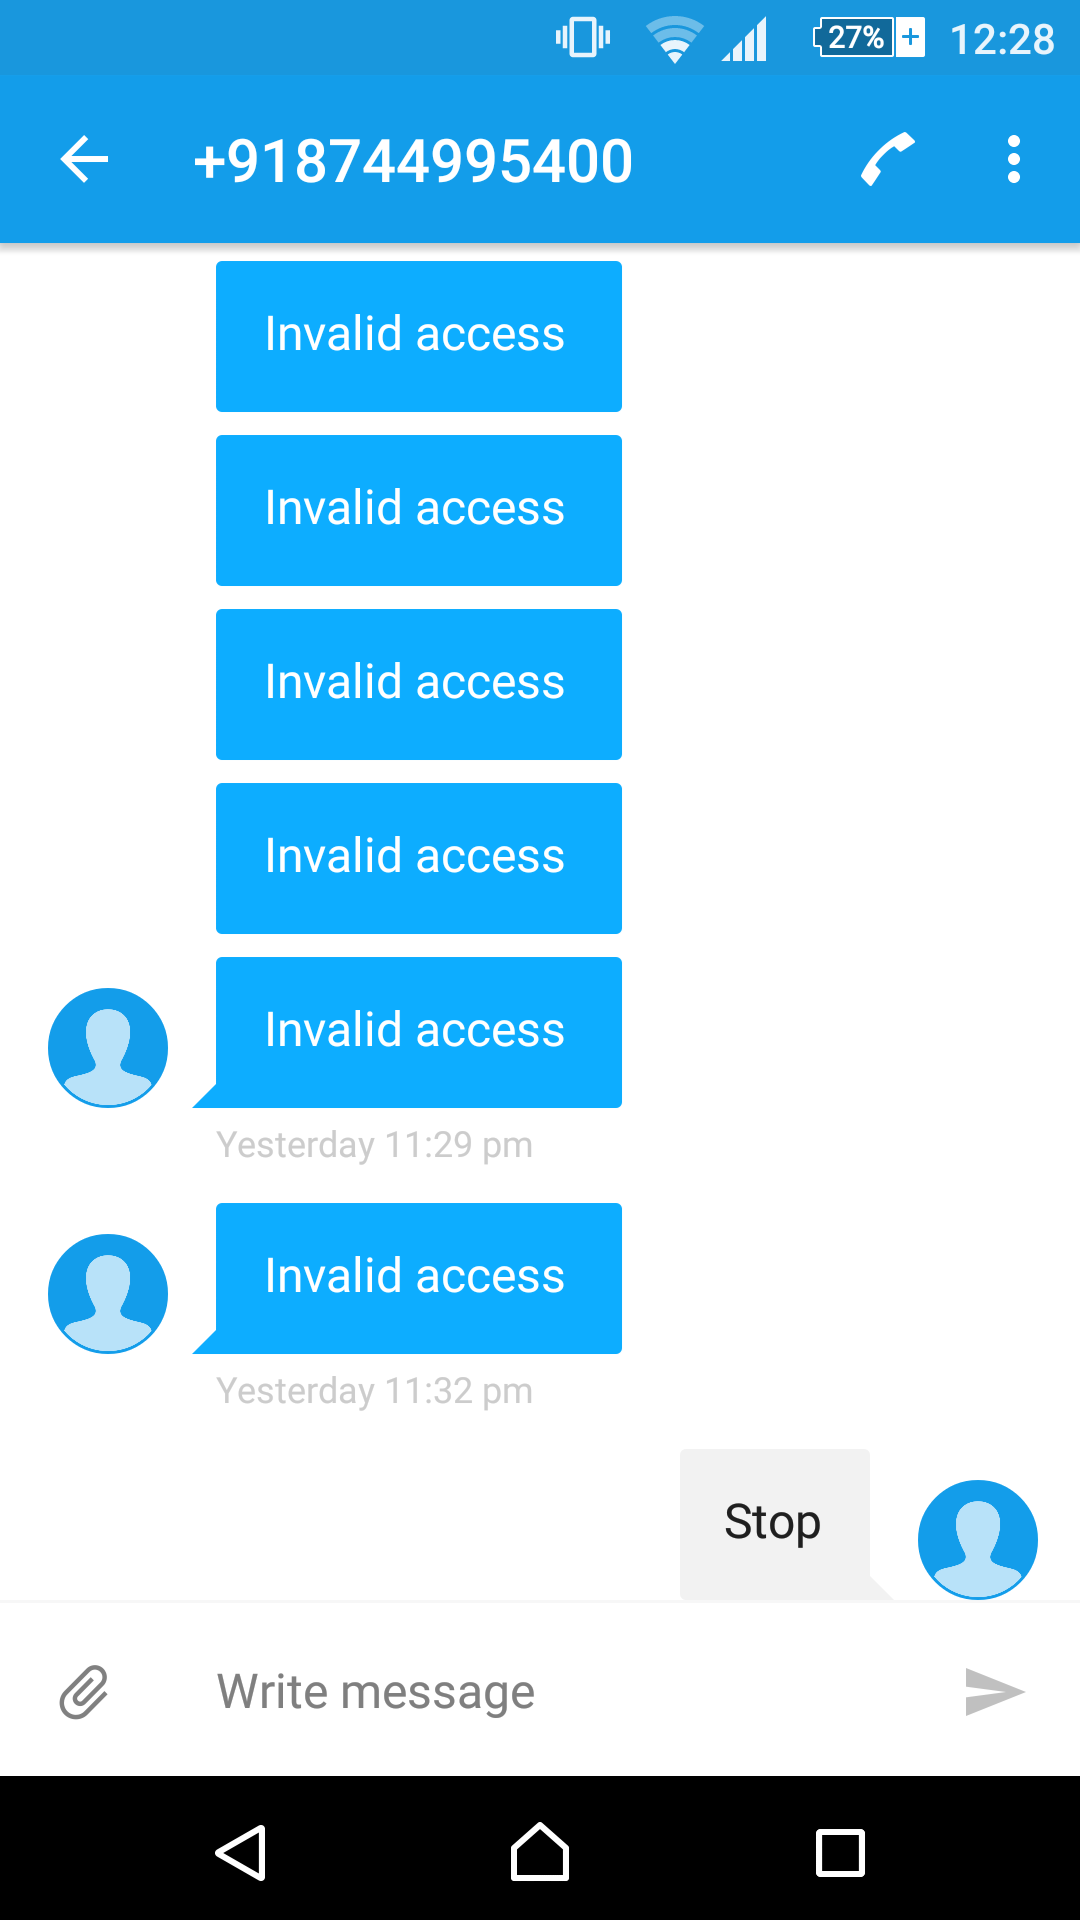 27%
12:28
+918744995400
Invalid access
Invalid access
Invalid access
Invalid access
Invalid access
Yesterday 11:29 pm
Invalid access
Yesterday 11:32 pm
Stop
Write message